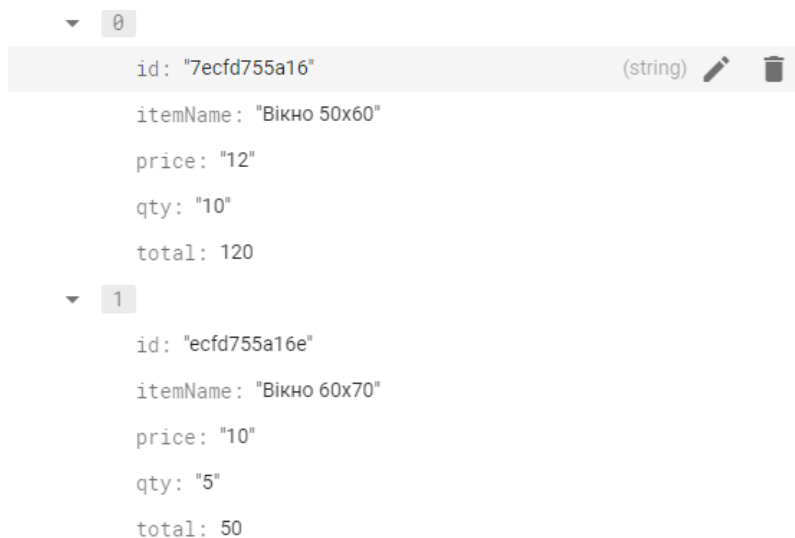 0
id: "7ecfd755a16" (string)
itemName: "Вікно 50x60"
price: "12"
qty: "10"
total: 120
1
id: "ecfd755a16e"
itemName: "Вікно 60x70"
price: "10"
qty: "5"
total: 50